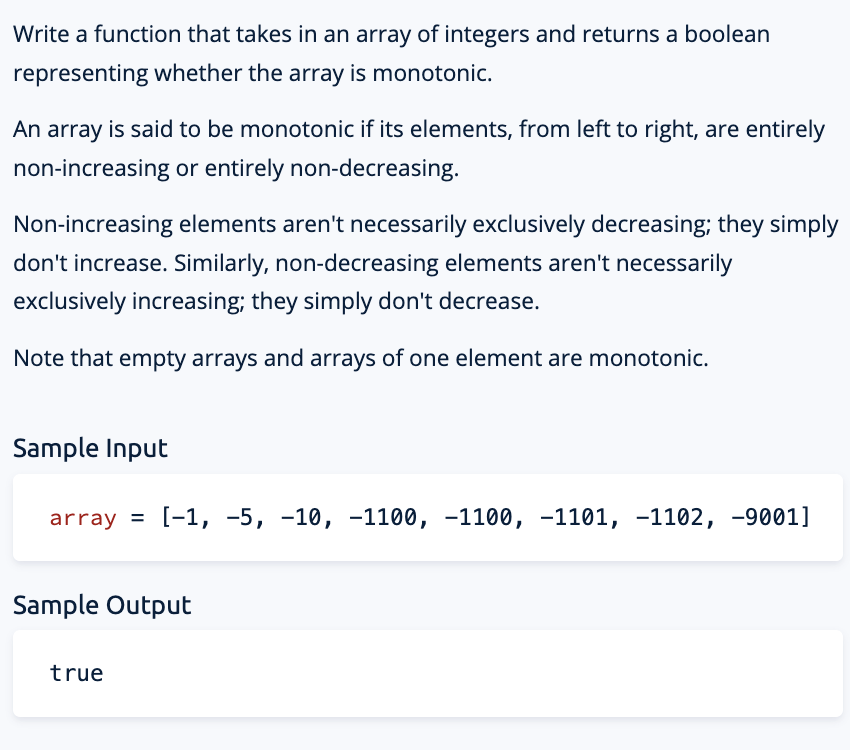 Write a function that takes in an array of integers and returns a boolean
representing whether the array is monotonic.
An array is said to be monotonic if its elements, from left to right, are entirely
non-increasing or entirely non-decreasing.
Non-increasing elements aren't necessarily exclusively decreasing; they simply
don't increase. Similarly, non-decreasing elements aren't necessarily
exclusively increasing; they simply don't decrease.
Note that empty arrays and arrays of one element are monotonic.
Sample Input
array = [-1, -5, -10, -1100, -1100, -1101, -1102, -9001]
Sample Output
true